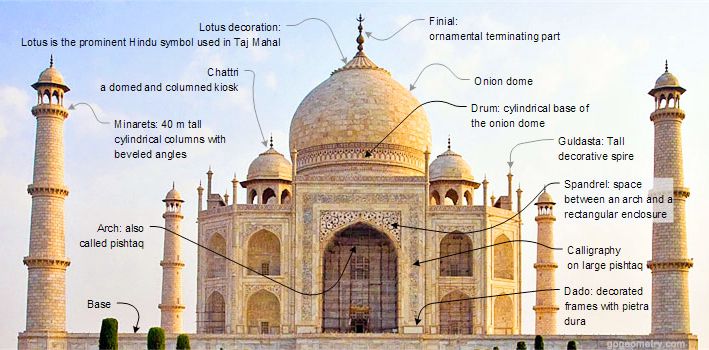 Lotus decoration:
Lotus is the prominent Hindu symbol used in Taj Mahal
Finial:
ornamental terminating part
Chattri
a domed and columned kiosk
Onion dome
Minarets: 40 m tall
cylindrical columns with
beveled angles
Drum: cylindrical base of
the onion dome
Guldasta: Tall
decorative spire
Spandrel: space
between an arch and a
rectangular enclosure
Arch: also
called pishtaq
Calligraphy
on large pishtaq
Base
Dado: decorated
frames with pietra
dura
gogeometry.com